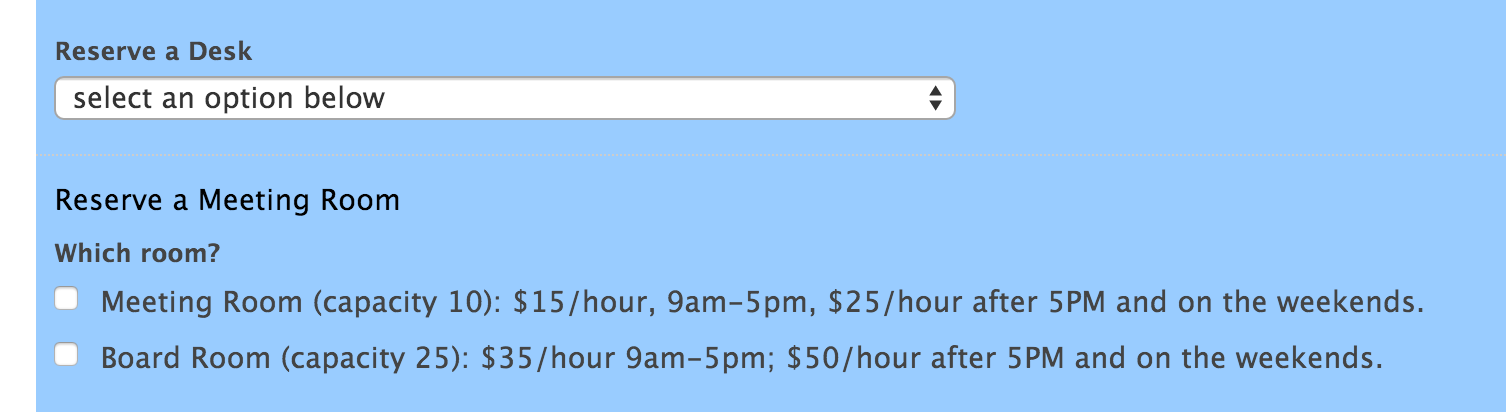 Reserve a Desk
select an option below
Reserve a Meeting Room
Which room?
Meeting Room (capacity 10): $15/hour, 9am-5pm, $25/hour after 5PM and on the weekends.
Board Room (capacity 25): $35/hour 9am-5pm; $50/hour after 5PM and on the weekends.